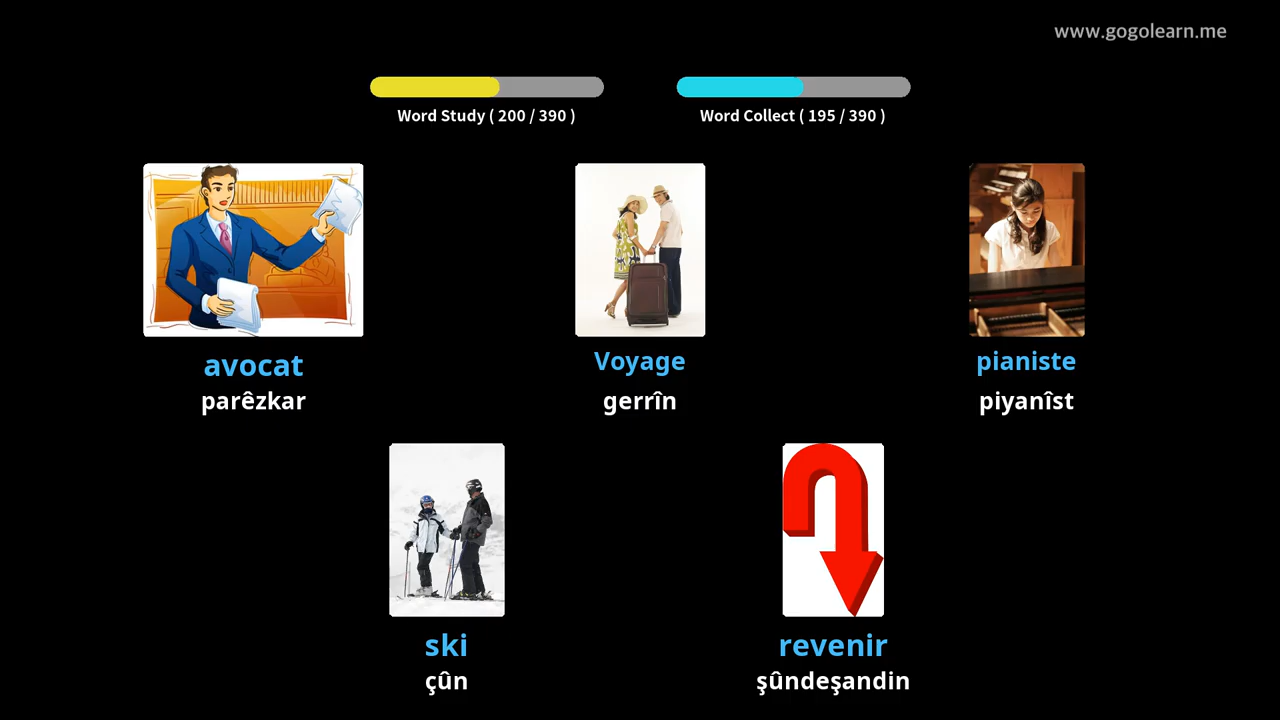 www.gogolearn.me
Word Study ( 200 / 390 )
Word Collect ( 195 / 390 )
avocat
parêzkar
Voyage
gerrîn
pianiste
piyanîst
ski
çûn
revenir
şûndeşandin